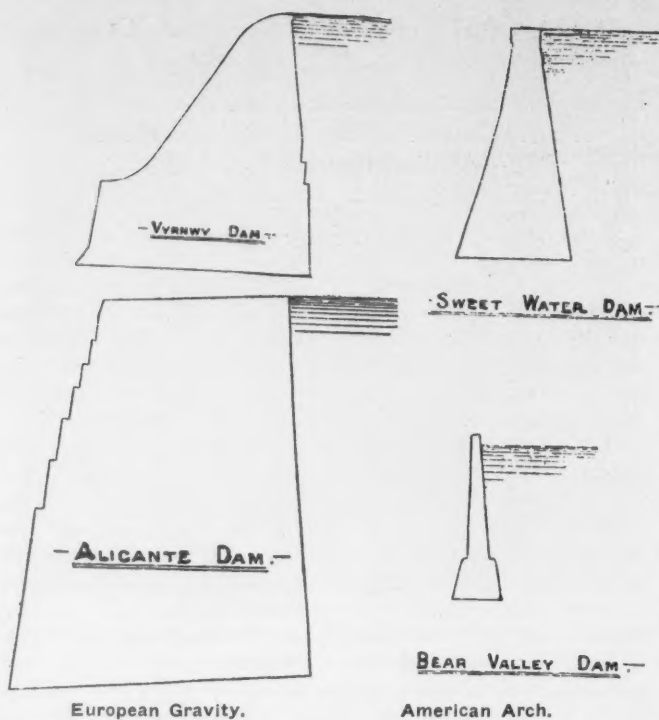 - VYRNWY DAM -
- SWEET WATER DAM -
- ALICANTE DAM. -
BEAR VALLEY DAM -
European Gravity.
American Arch.